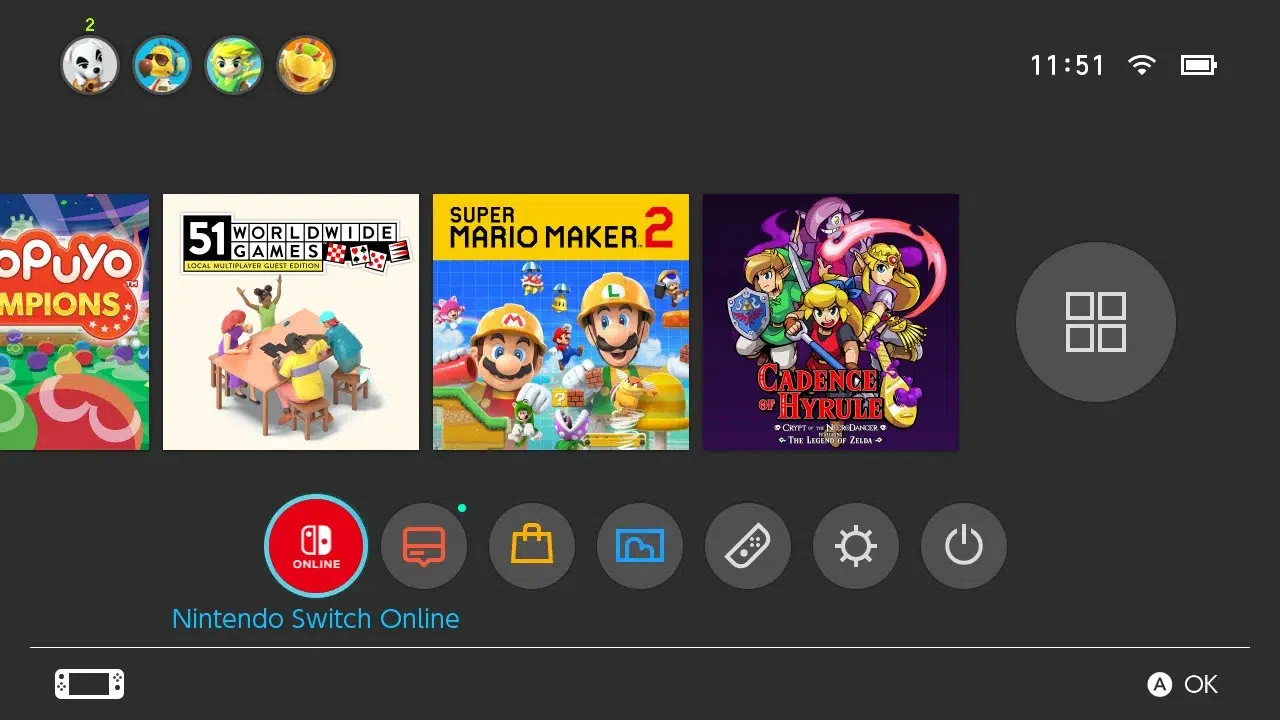 2
11:51
oPuyo
TM
MPIONS
51 WORLDWIDE
GAMES
LOCAL MULTIPLAYER GUEST EDITION
SUPER
MARIO MAKER 2
L
M
CADENCE
OF HYRULE
CRYPT OF THE NECRODANCER
FEATURING
THE LEGEND OF ZELDA
ONLINE
Nintendo Switch Online
A OK